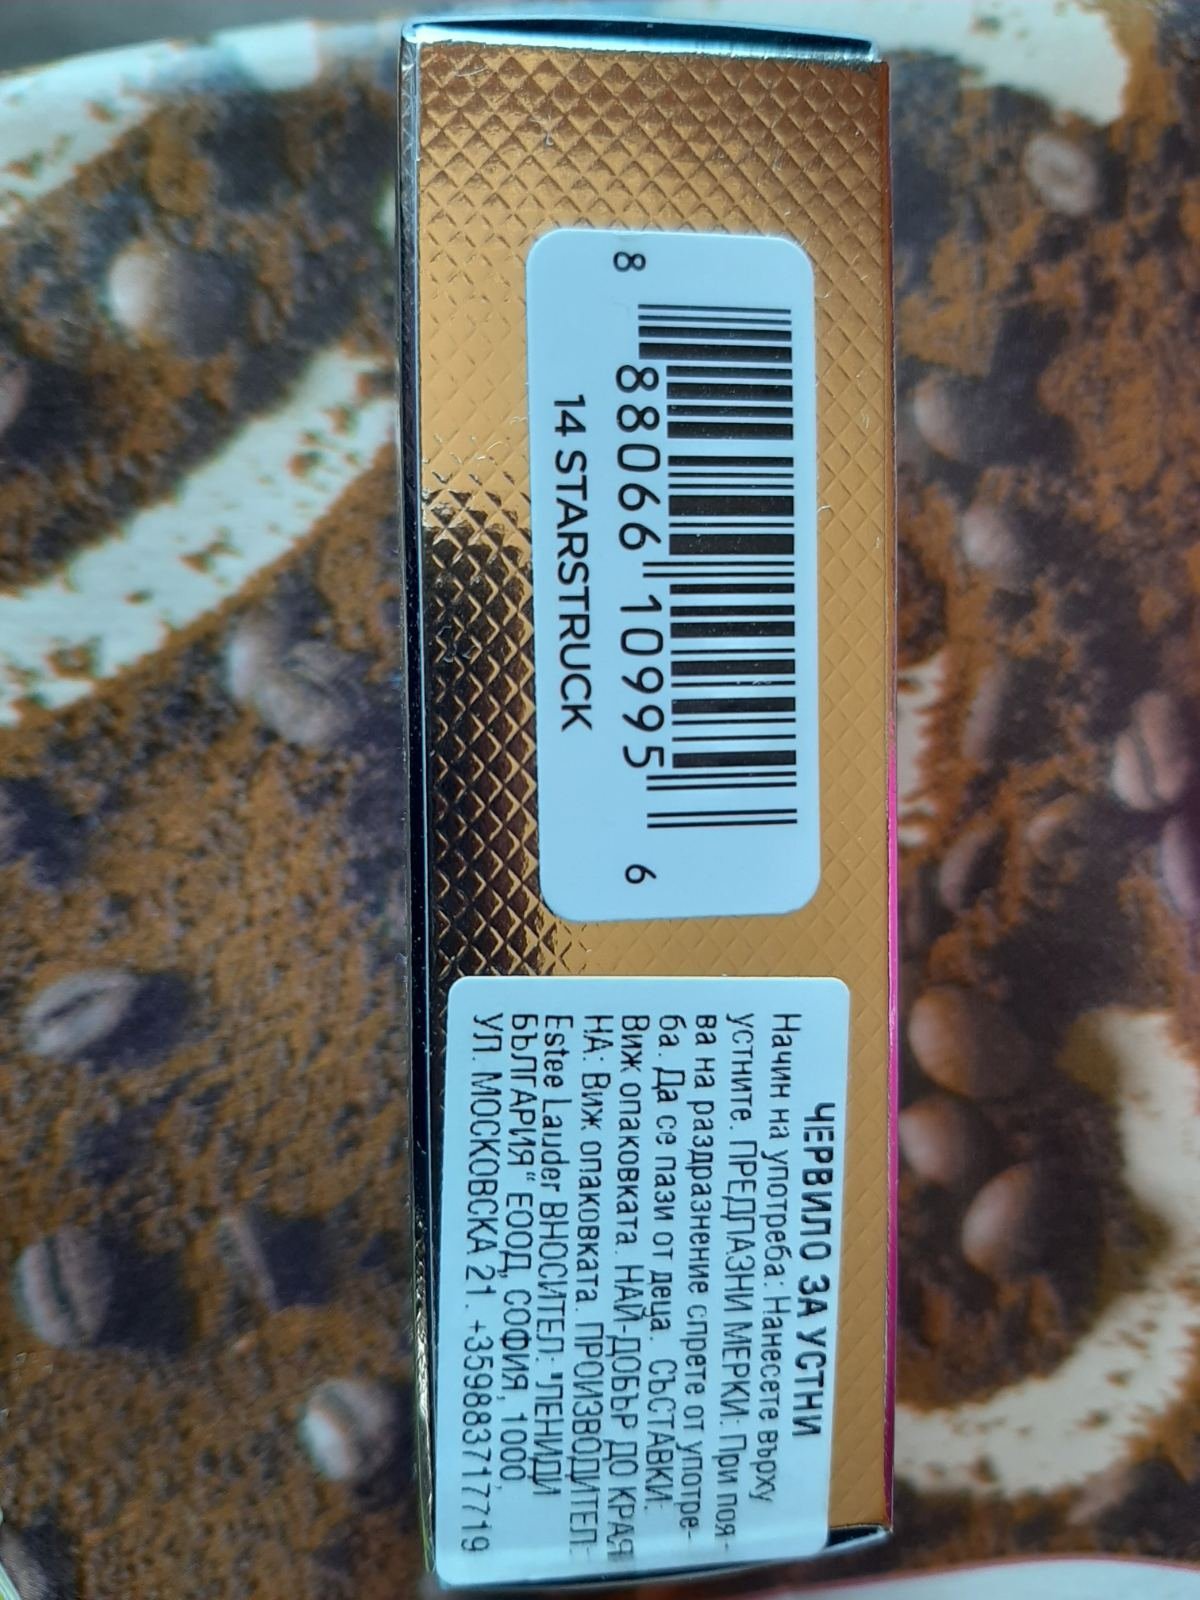 8 88066 10995 6
14 STARSTRUCK
ЧЕРВИЛО ЗА УСТНИ
Начин на употреба: Нанесете върху
устните. ПРЕДПАЗНИ МЕРКИ: При поя-
ва на раздразнение спрете от употре-
ба. Да се пази от деца. СЪСТАВКИ:
Виж опаковката. НАЙ-ДОБЪР ДО КРАЯ
НА: Виж опаковката. ПРОИЗВОДИТЕЛ:
Estee Lauder ВНОСИТЕЛ: "ЛЕНИДИ
БЪЛГАРИЯ“ ЕООД, СОФИЯ, 1000,
УЛ. МОСКОВСКА 21. +359883717719